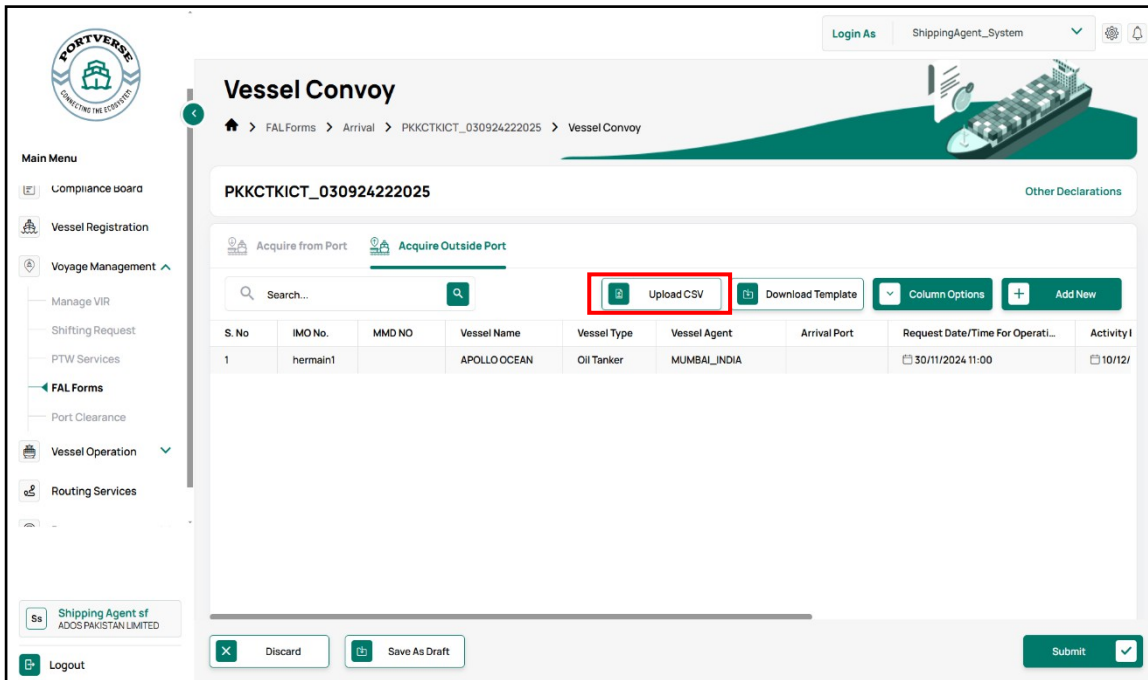 PORTVERSE
CONNECTING THE ECOSYSTEM
Login As ShippingAgent_System
Vessel Convoy
> FAL Forms > Arrival > PKKCTKICT_030924222025 > Vessel Convoy
Main Menu
Compliance Board
Vessel Registration
Voyage Management
Manage VIR
Shifting Request
PTW Services
FAL Forms
Port Clearance
Vessel Operation
Routing Services
Ss Shipping Agent sf
ADOS PAKISTAN LIMITED
Logout
PKKCTKICT_030924222025 Other Declarations
Acquire from Port Acquire Outside Port
Search... Upload CSV Download Template Column Options Add New
S. No IMO No. MMD NO Vessel Name Vessel Type Vessel Agent Arrival Port Request Date/Time For Operati... Activity
1 hermain1 APOLLO OCEAN Oil Tanker MUMBAI_INDIA 30/11/2024 11:00 10/12/
Discard Save As Draft Submit